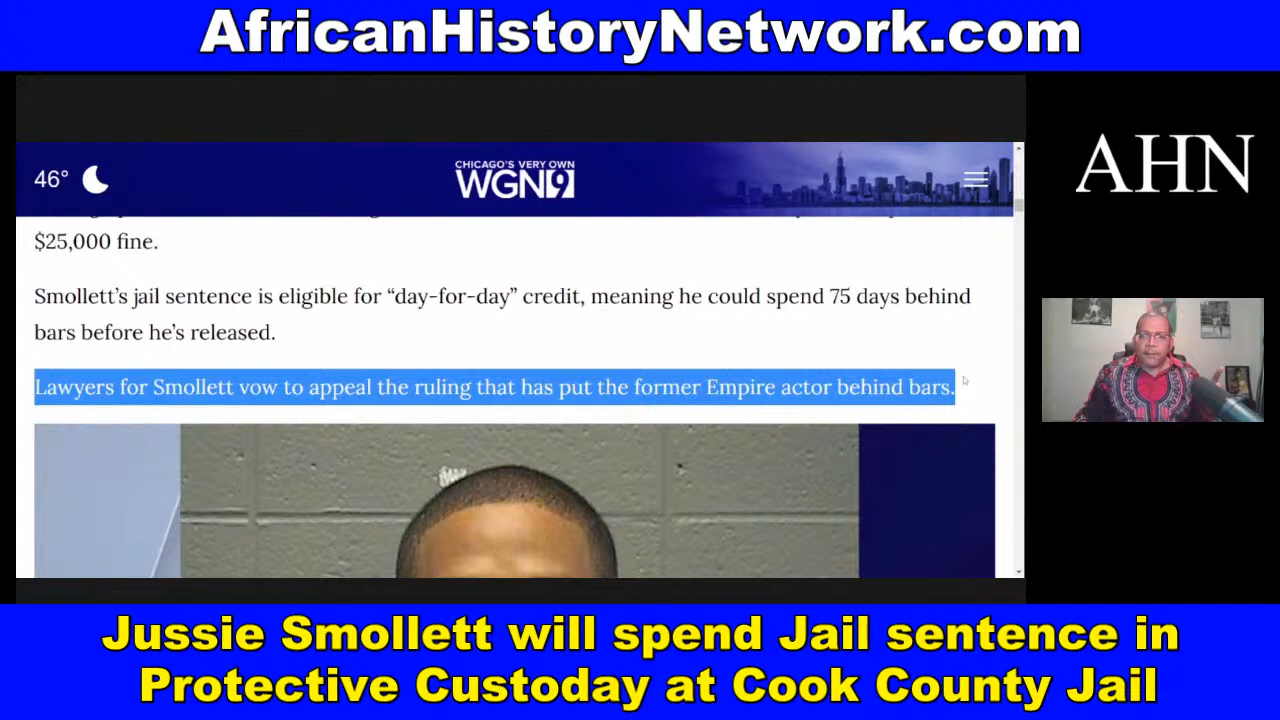 AfricanHistoryNetwork.com
46°
CHICAGO'S VERY OWN
WGN9
AHN
$25,000 fine.
Smollett's jail sentence is eligible for “day-for-day” credit, meaning he could spend 75 days behind
bars before he's released.
Lawyers for Smollett vow to appeal the ruling that has put the former Empire actor behind bars.
Jussie Smollett will spend Jail sentence in
Protective Custoday at Cook County Jail